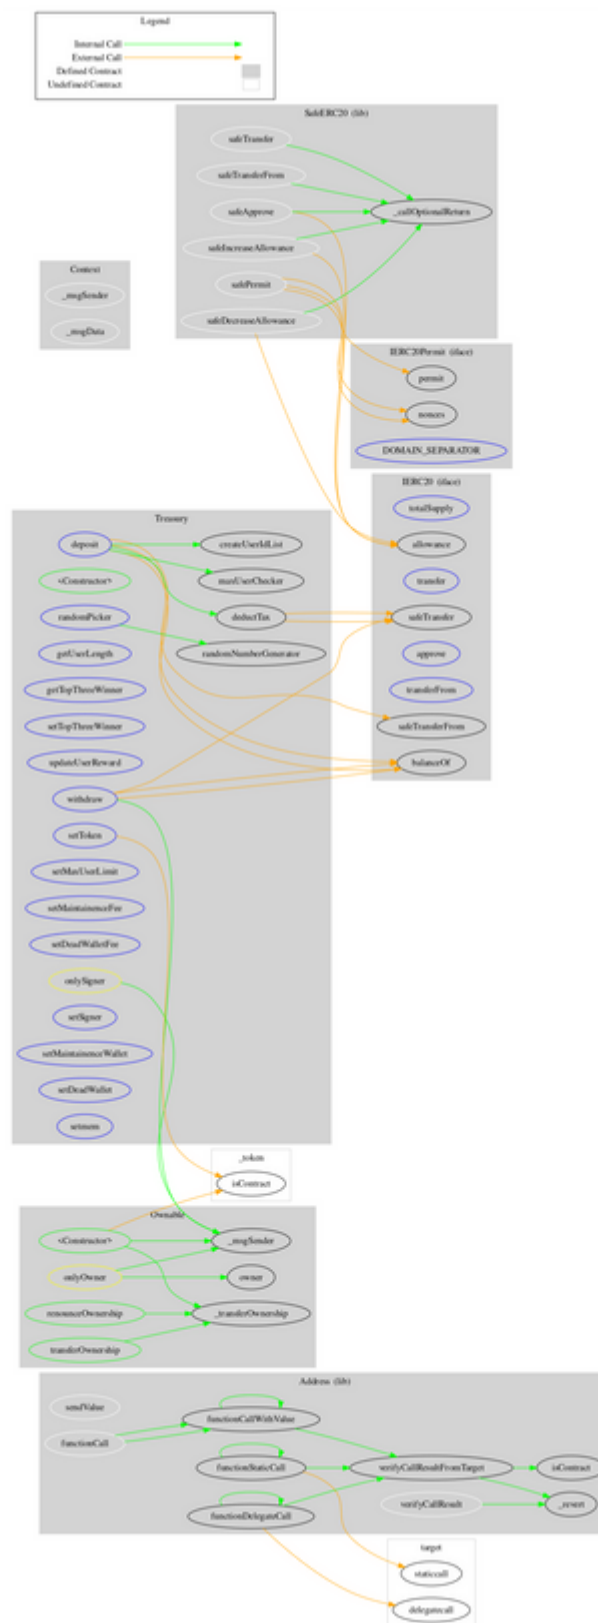 Legend
Internal Call
External Call
Defined Contract
Undefined Contract
SafeERC20 (lib)
safeTransfer
safeTransferFrom
safeApprove
_callOptionalReturn
safeIncreaseAllowance
safePermit
safeDecreaseAllowance
Context
_msgSender
_msgData
IERC20Permit (iface)
permit
nonces
DOMAIN_SEPARATOR
IERC20 (iface)
totalSupply
allowance
transfer
safeTransfer
approve
transferFrom
safeTransferFrom
balanceOf
Treasury
deposit
createUserIdList
<Constructor>
maxUserChecker
randomPicker
deductTax
getUserLength
randomNumberGenerator
getTopThreeWinner
setTopThreeWinner
updateUserReward
withdraw
setToken
setMaxUserLimit
setMaintainenceFee
setDeadWalletFee
onlySigner
setSigner
setMaintainenceWallet
setDeadWallet
_token
isContract
Ownable
<Constructor>
_msgSender
onlyOwner
owner
renounceOwnership
_transferOwnership
transferOwnership
Address (lib)
sendValue
functionCallWithValue
functionCall
functionStaticCall
verifyCallResultFromTarget
isContract
verifyCallResult
_revert
functionDelegateCall
target
staticcall
delegatecall